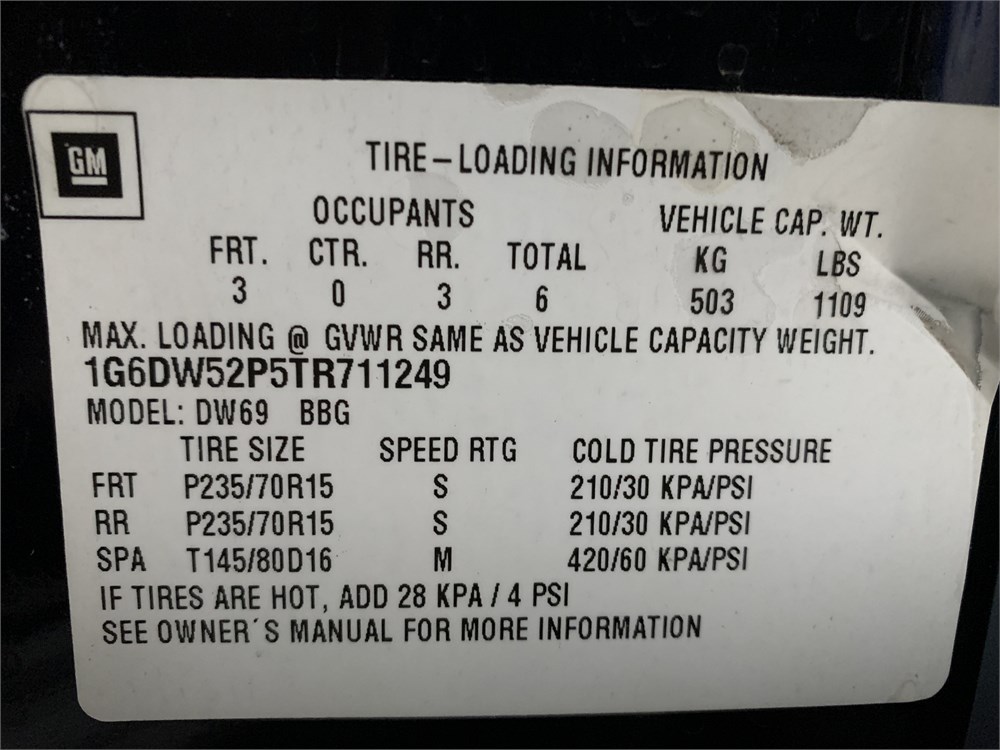 GM
TIRE-LOADING INFORMATION
OCCUPANTS VEHICLE CAP. WT.
FRT. CTR. RR. TOTAL KG LBS
3 0 3 6 503 1109
MAX. LOADING @ GVWR SAME AS VEHICLE CAPACITY WEIGHT.
1G6DW52P5TR711249
MODEL: DW69 BBG
TIRE SIZE SPEED RTG COLD TIRE PRESSURE
FRT P235/70R15 S 210/30 KPA/PSI
RR P235/70R15 S 210/30 KPA/PSI
SPA T145/80D16 M 420/60 KPA/PSI
IF TIRES ARE HOT, ADD 28 KPA / 4 PSI
SEE OWNER´S MANUAL FOR MORE INFORMATION